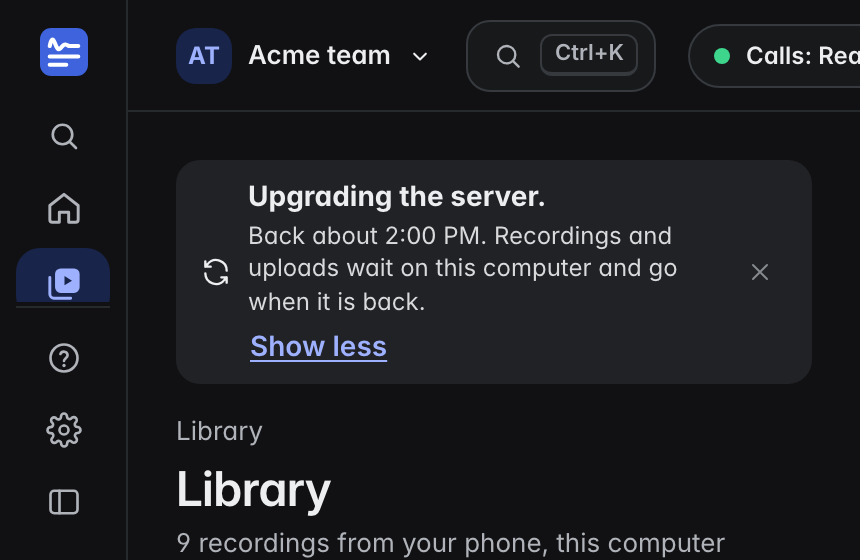 AT Acme team Ctrl+K Calls: Rea
Upgrading the server.
Back about 2:00 PM. Recordings and
uploads wait on this computer and go
when it is back.
Show less
Library
Library
9 recordings from your phone, this computer